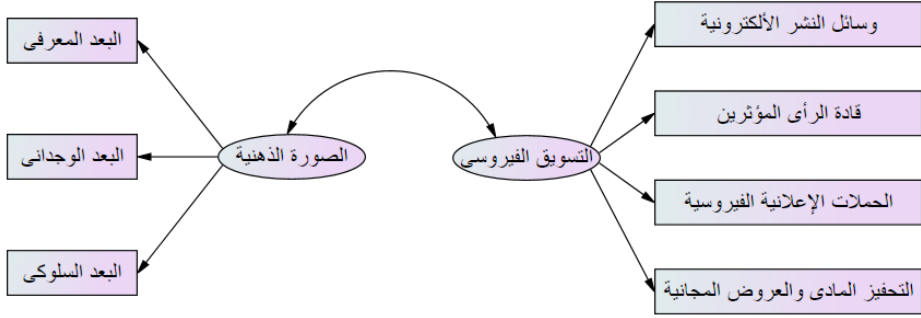 وسائل النشر الألكترونية
قادة الرأى المؤثرين
الحملات الإعلانية الفيروسية
التحفيز المادى والعروض المجانية
التسويق الفيروسى
الصورة الذهنية
البعد المعرفى
البعد الوجدانى
البعد السلوكى